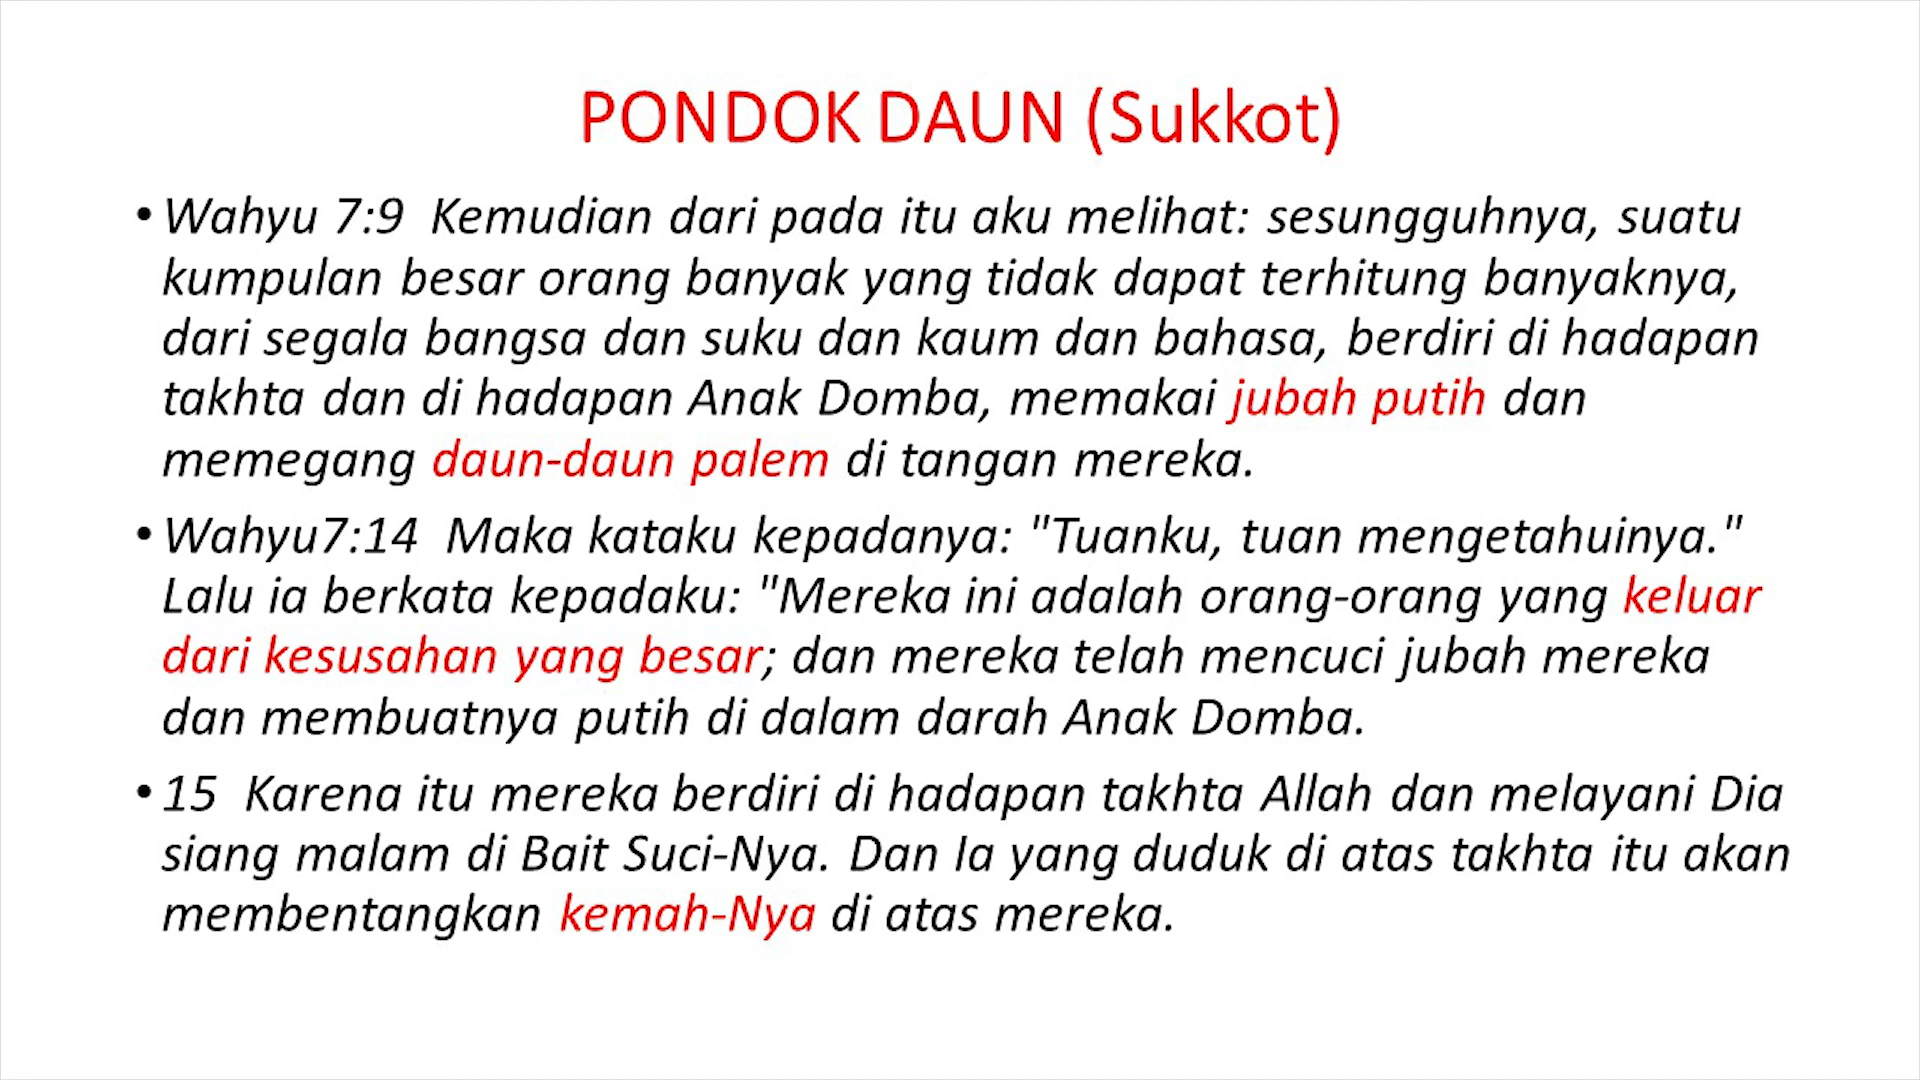 PONDOK DAUN (Sukkot)
• Wahyu 7:9  Kemudian dari pada itu aku melihat: sesungguhnya, suatu
kumpulan besar orang banyak yang tidak dapat terhitung banyaknya,
dari segala bangsa dan suku dan kaum dan bahasa, berdiri di hadapan
takhta dan di hadapan Anak Domba, memakai jubah putih dan
memegang daun-daun palem di tangan mereka.
• Wahyu7:14  Maka kataku kepadanya: "Tuanku, tuan mengetahuinya."
Lalu ia berkata kepadaku: "Mereka ini adalah orang-orang yang keluar
dari kesusahan yang besar; dan mereka telah mencuci jubah mereka
dan membuatnya putih di dalam darah Anak Domba.
• 15  Karena itu mereka berdiri di hadapan takhta Allah dan melayani Dia
siang malam di Bait Suci-Nya. Dan Ia yang duduk di atas takhta itu akan
membentangkan kemah-Nya di atas mereka.